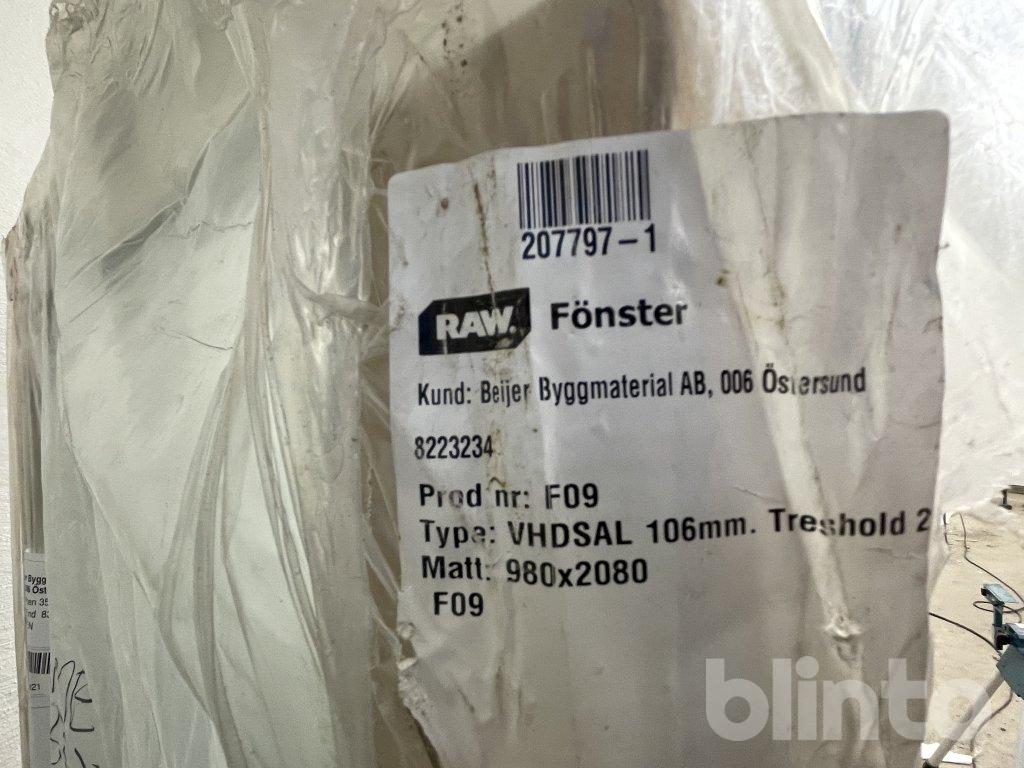 207797-1
RAW. Fönster
Kund: Beijer Byggmaterial AB, 006 Östersund
8223234
Prod nr: F09
Type: VHDSAL 106mm. Treshold 2
Matt: 980x2080
F09
blinto